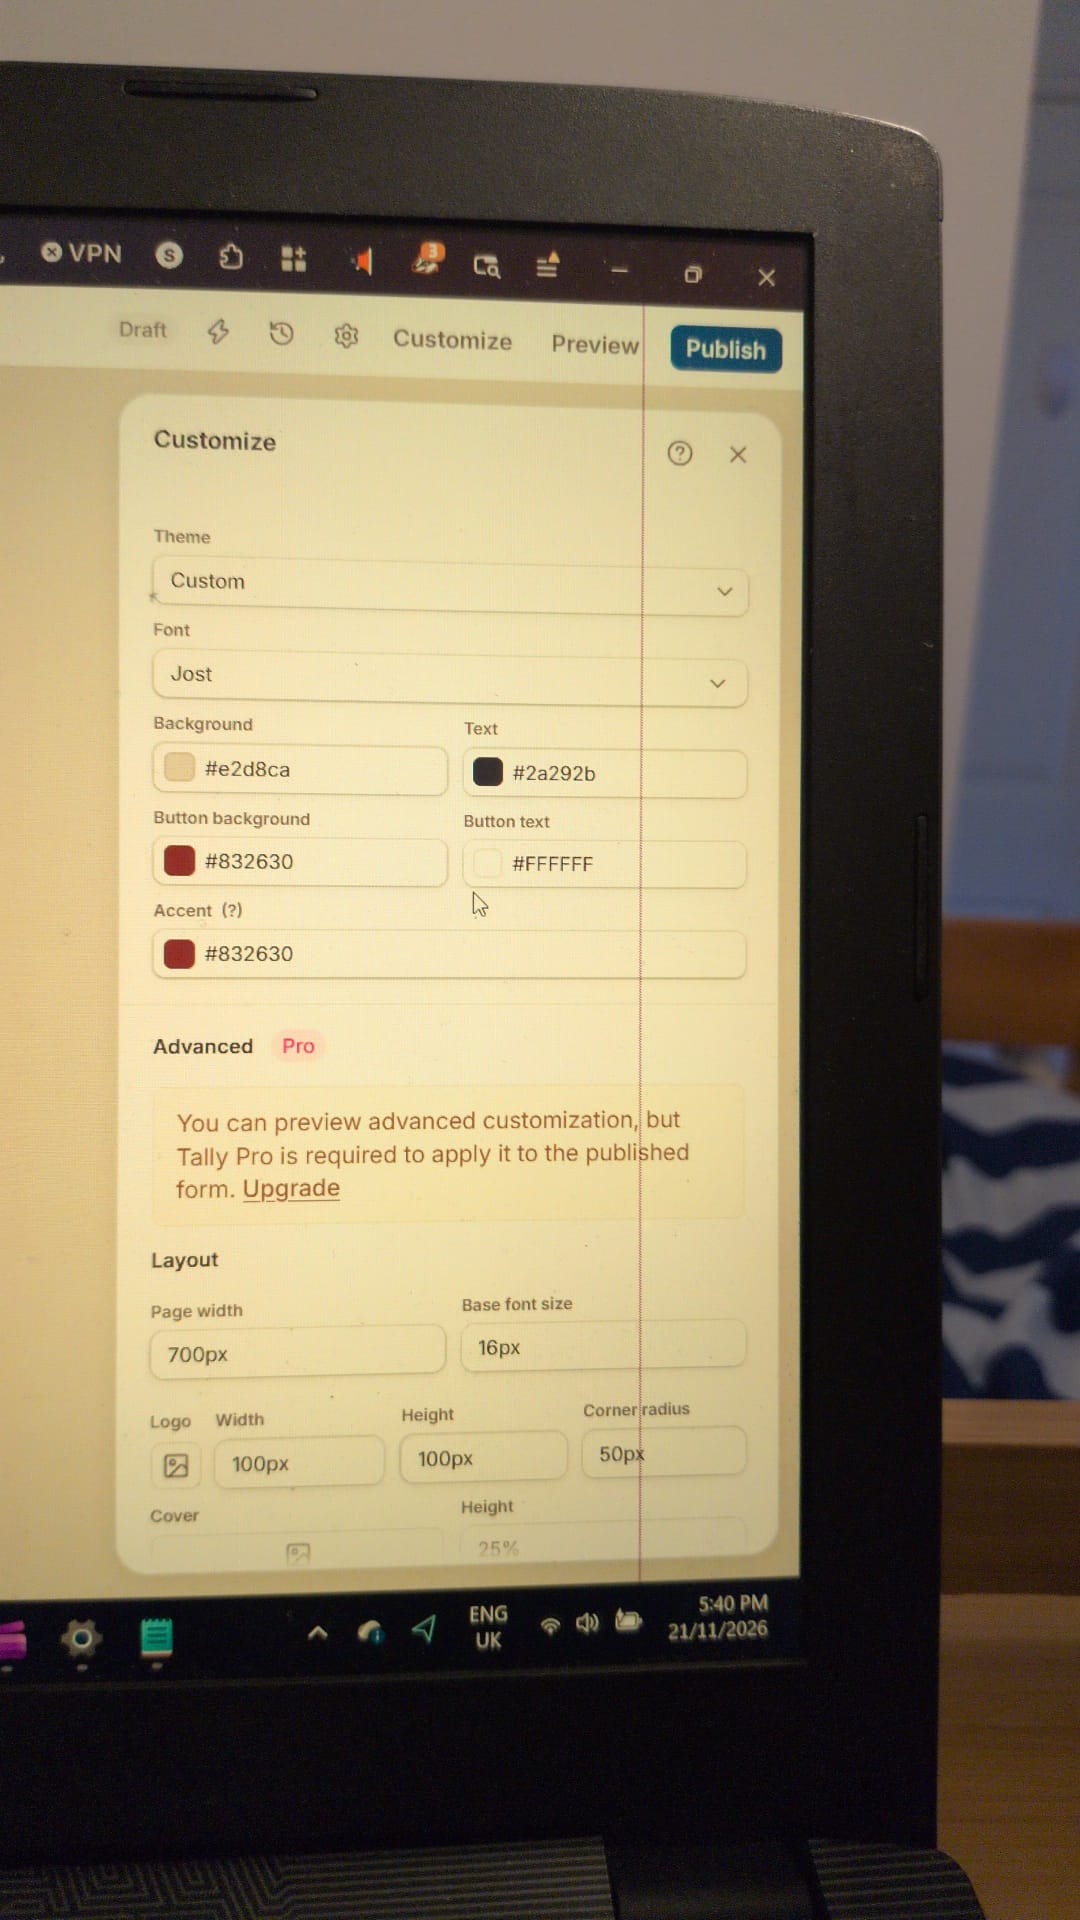 VPN
S
3
Draft
Customize
Preview
Publish
Customize
Theme
Custom
Font
Jost
Background
Text
#e2d8ca
#2a292b
Button background
Button text
#832630
#FFFFFF
Accent (?)
#832630
Advanced Pro
You can preview advanced customization, but
Tally Pro is required to apply it to the published
form. Upgrade
Layout
Page width
Base font size
700px
16px
Logo
Width
Height
Corner radius
100px
100px
50px
Cover
Height
25%
ENG
UK
5:40 PM
21/11/2026